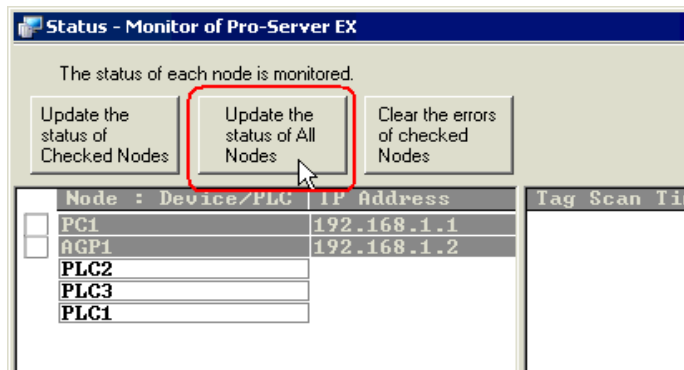 Status - Monitor of Pro-Server EX
The status of each node is monitored.
Update the
status of
Checked Nodes
Update the
status of All
Nodes
Clear the errors
of checked
Nodes
Node : Device/PLC IP Address Tag Scan Ti
PC1 192.168.1.1
AGP1 192.168.1.2
PLC2
PLC3
PLC1